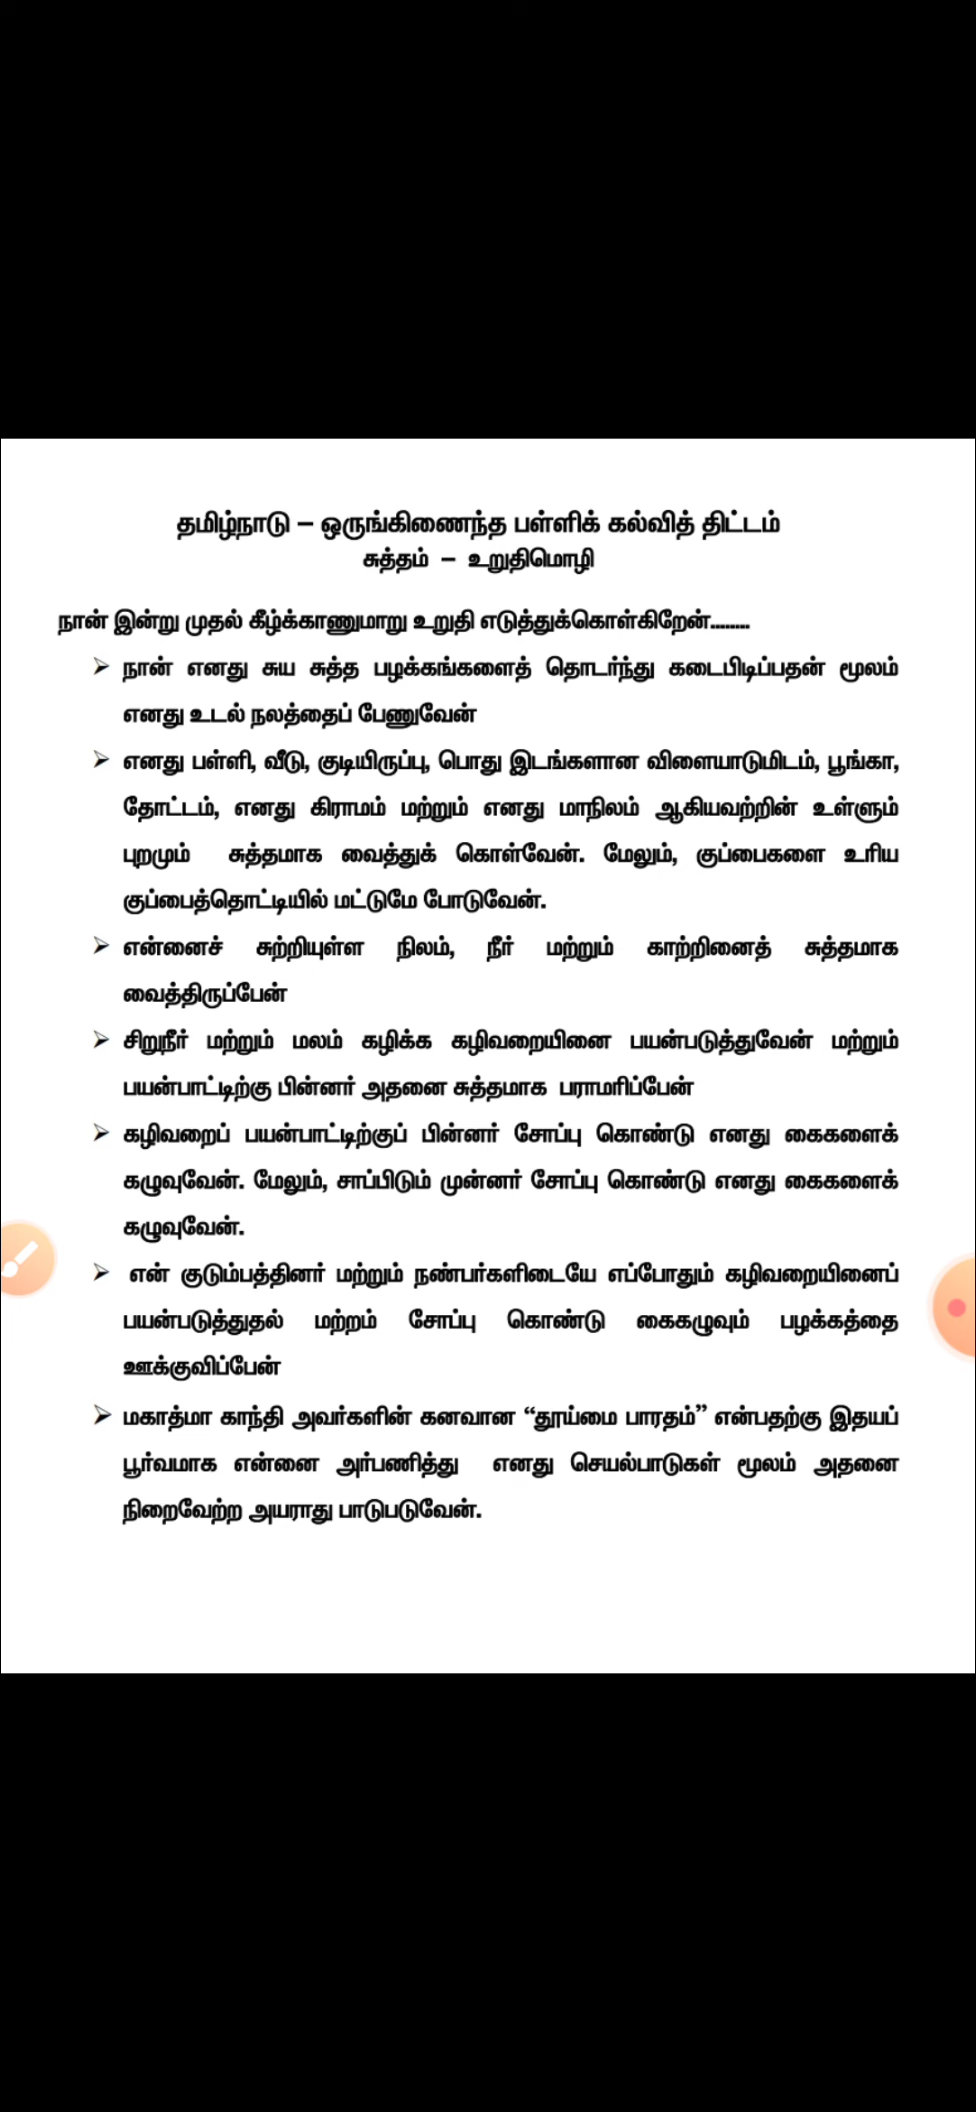 தமிழ்நாடு – ஒருங்கிணைந்த பள்ளிக் கல்வித் திட்டம்
சுத்தம் – உறுதிமொழி
நான் இன்று முதல் கீழ்க்காணுமாறு உறுதி எடுத்துக்கொள்கிறேன்........
➢ நான் எனது சுய சுத்த பழக்கங்களைத் தொடர்ந்து கடைபிடிப்பதன் மூலம்
எனது உடல் நலத்தைப் பேணுவேன்
➢ எனது பள்ளி, வீடு, குடியிருப்பு, பொது இடங்களான விளையாடுமிடம், பூங்கா,
தோட்டம், எனது கிராமம் மற்றும் எனது மாநிலம் ஆகியவற்றின் உள்ளும்
புறமும் சுத்தமாக வைத்துக் கொள்வேன். மேலும், குப்பைகளை உரிய
குப்பைத்தொட்டியில் மட்டுமே போடுவேன்.
➢ என்னைச் சுற்றியுள்ள நிலம், நீர் மற்றும் காற்றினைத் சுத்தமாக
வைத்திருப்பேன்
➢ சிறுநீர் மற்றும் மலம் கழிக்க கழிவறையினை பயன்படுத்துவேன் மற்றும்
பயன்பாட்டிற்கு பின்னர் அதனை சுத்தமாக பராமரிப்பேன்
➢ கழிவறைப் பயன்பாட்டிற்குப் பின்னர் சோப்பு கொண்டு எனது கைகளைக்
கழுவுவேன். மேலும், சாப்பிடும் முன்னர் சோப்பு கொண்டு எனது கைகளைக்
கழுவுவேன்.
➢ என் குடும்பத்தினர் மற்றும் நண்பர்களிடையே எப்போதும் கழிவறையினைப்
பயன்படுத்துதல் மற்றம் சோப்பு கொண்டு கைகழுவும் பழக்கத்தை
ஊக்குவிப்பேன்
➢ மகாத்மா காந்தி அவர்களின் கனவான “தூய்மை பாரதம்” என்பதற்கு இதயப்
பூர்வமாக என்னை அர்பணித்து எனது செயல்பாடுகள் மூலம் அதனை
நிறைவேற்ற அயராது பாடுபடுவேன்.